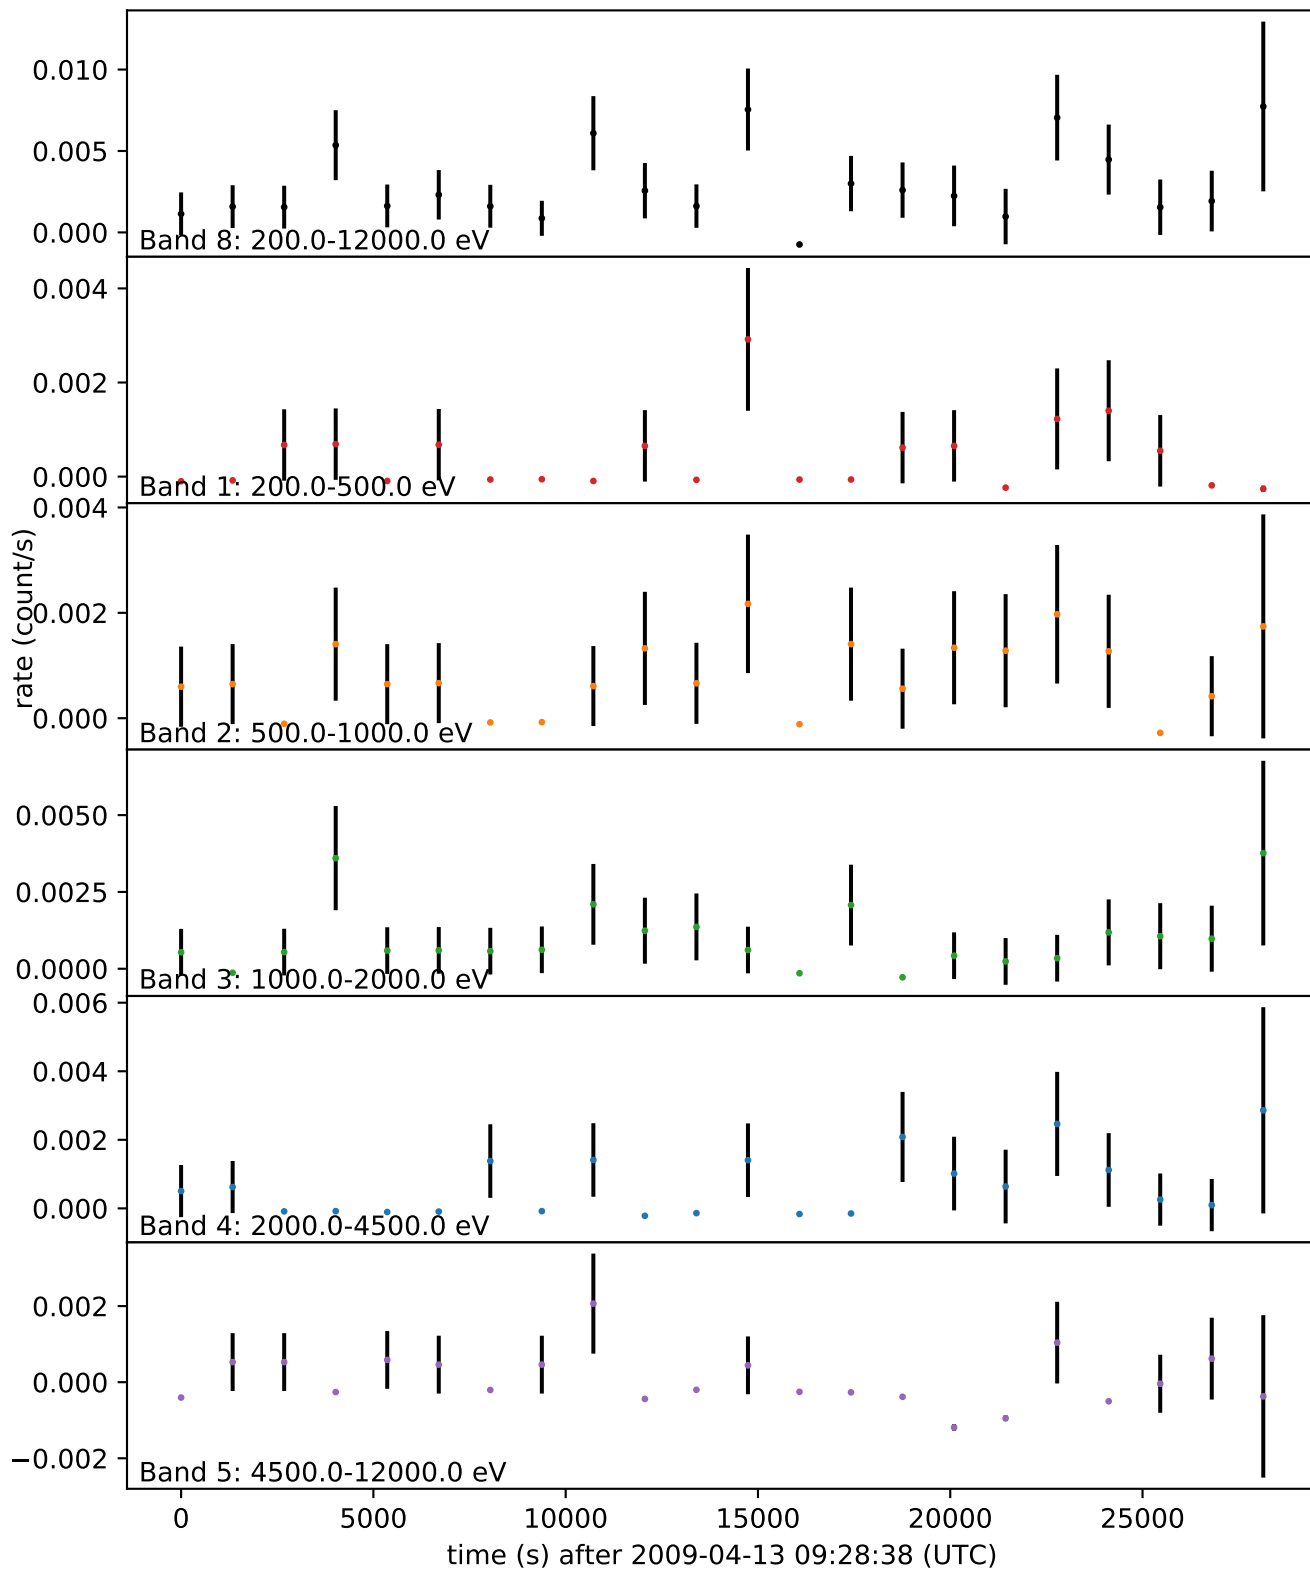 0.010
0.005
0.000
Band 8: 200.0-12000.0 eV
0.004
0.002
0.000
Band 1: 200.0-500.0 eV
0.004
0.002
0.000
Band 2: 500.0-1000.0 eV
rate (count/s)
0.0050
0.0025
0.0000
Band 3: 1000.0-2000.0 eV
0.006
0.004
0.002
0.000
Band 4: 2000.0-4500.0 eV
0.002
0.000
−0.002
Band 5: 4500.0-12000.0 eV
0 5000 10000 15000 20000 25000
time (s) after 2009-04-13 09:28:38 (UTC)